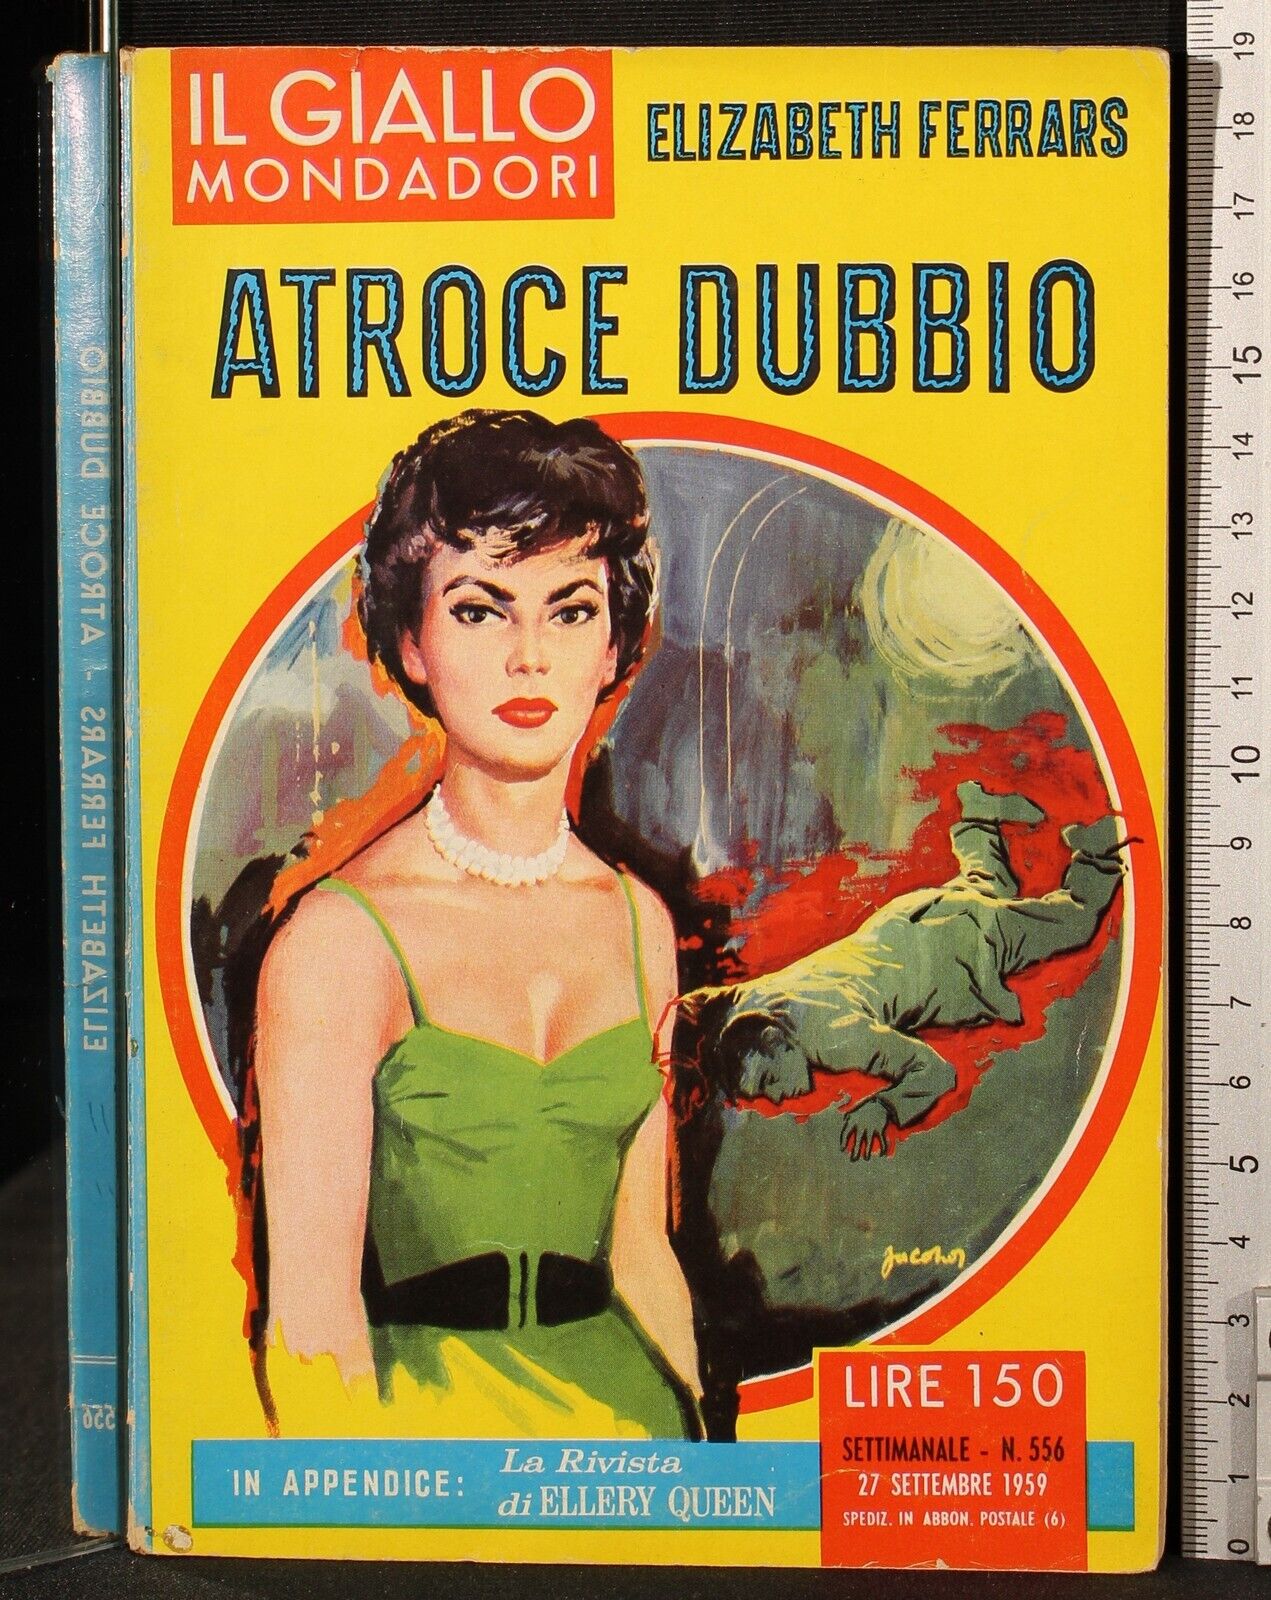 IL GIALLO
MONDADORI
ELIZABETH FERRARS
ATROCE DUBBIO
Jacono
LIRE 150
SETTIMANALE - N. 556
27 SETTEMBRE 1959
SPEDIZ. IN ABBON. POSTALE (6)
IN APPENDICE:
La Rivista
di ELLERY QUEEN
ELIZABETH FERRARS - ATROCE DUBBIO
556
19
18
17
16
15
14
13
12
11
10
9
8
7
6
5
4
3
2
1
0